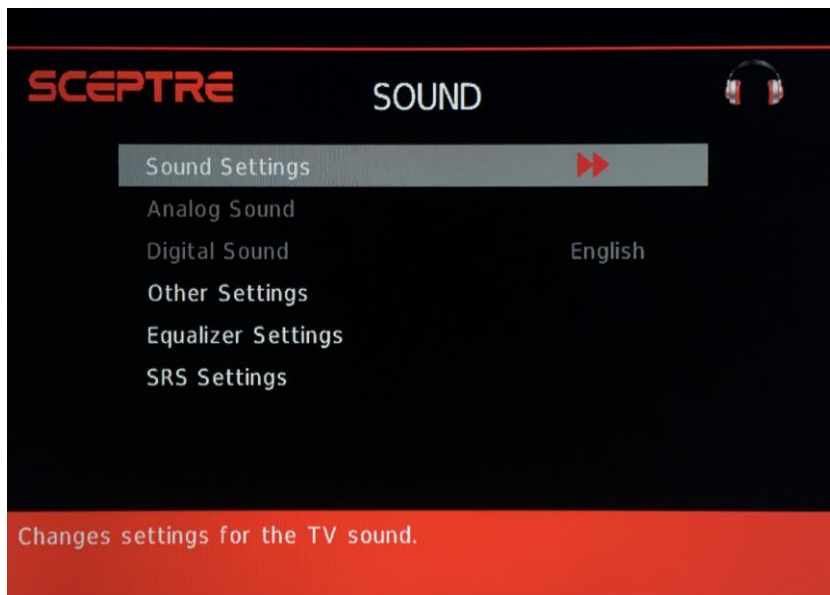 SCEPTRE
SOUND
Sound Settings
Analog Sound
Digital Sound English
Other Settings
Equalizer Settings
SRS Settings
Changes settings for the TV sound.